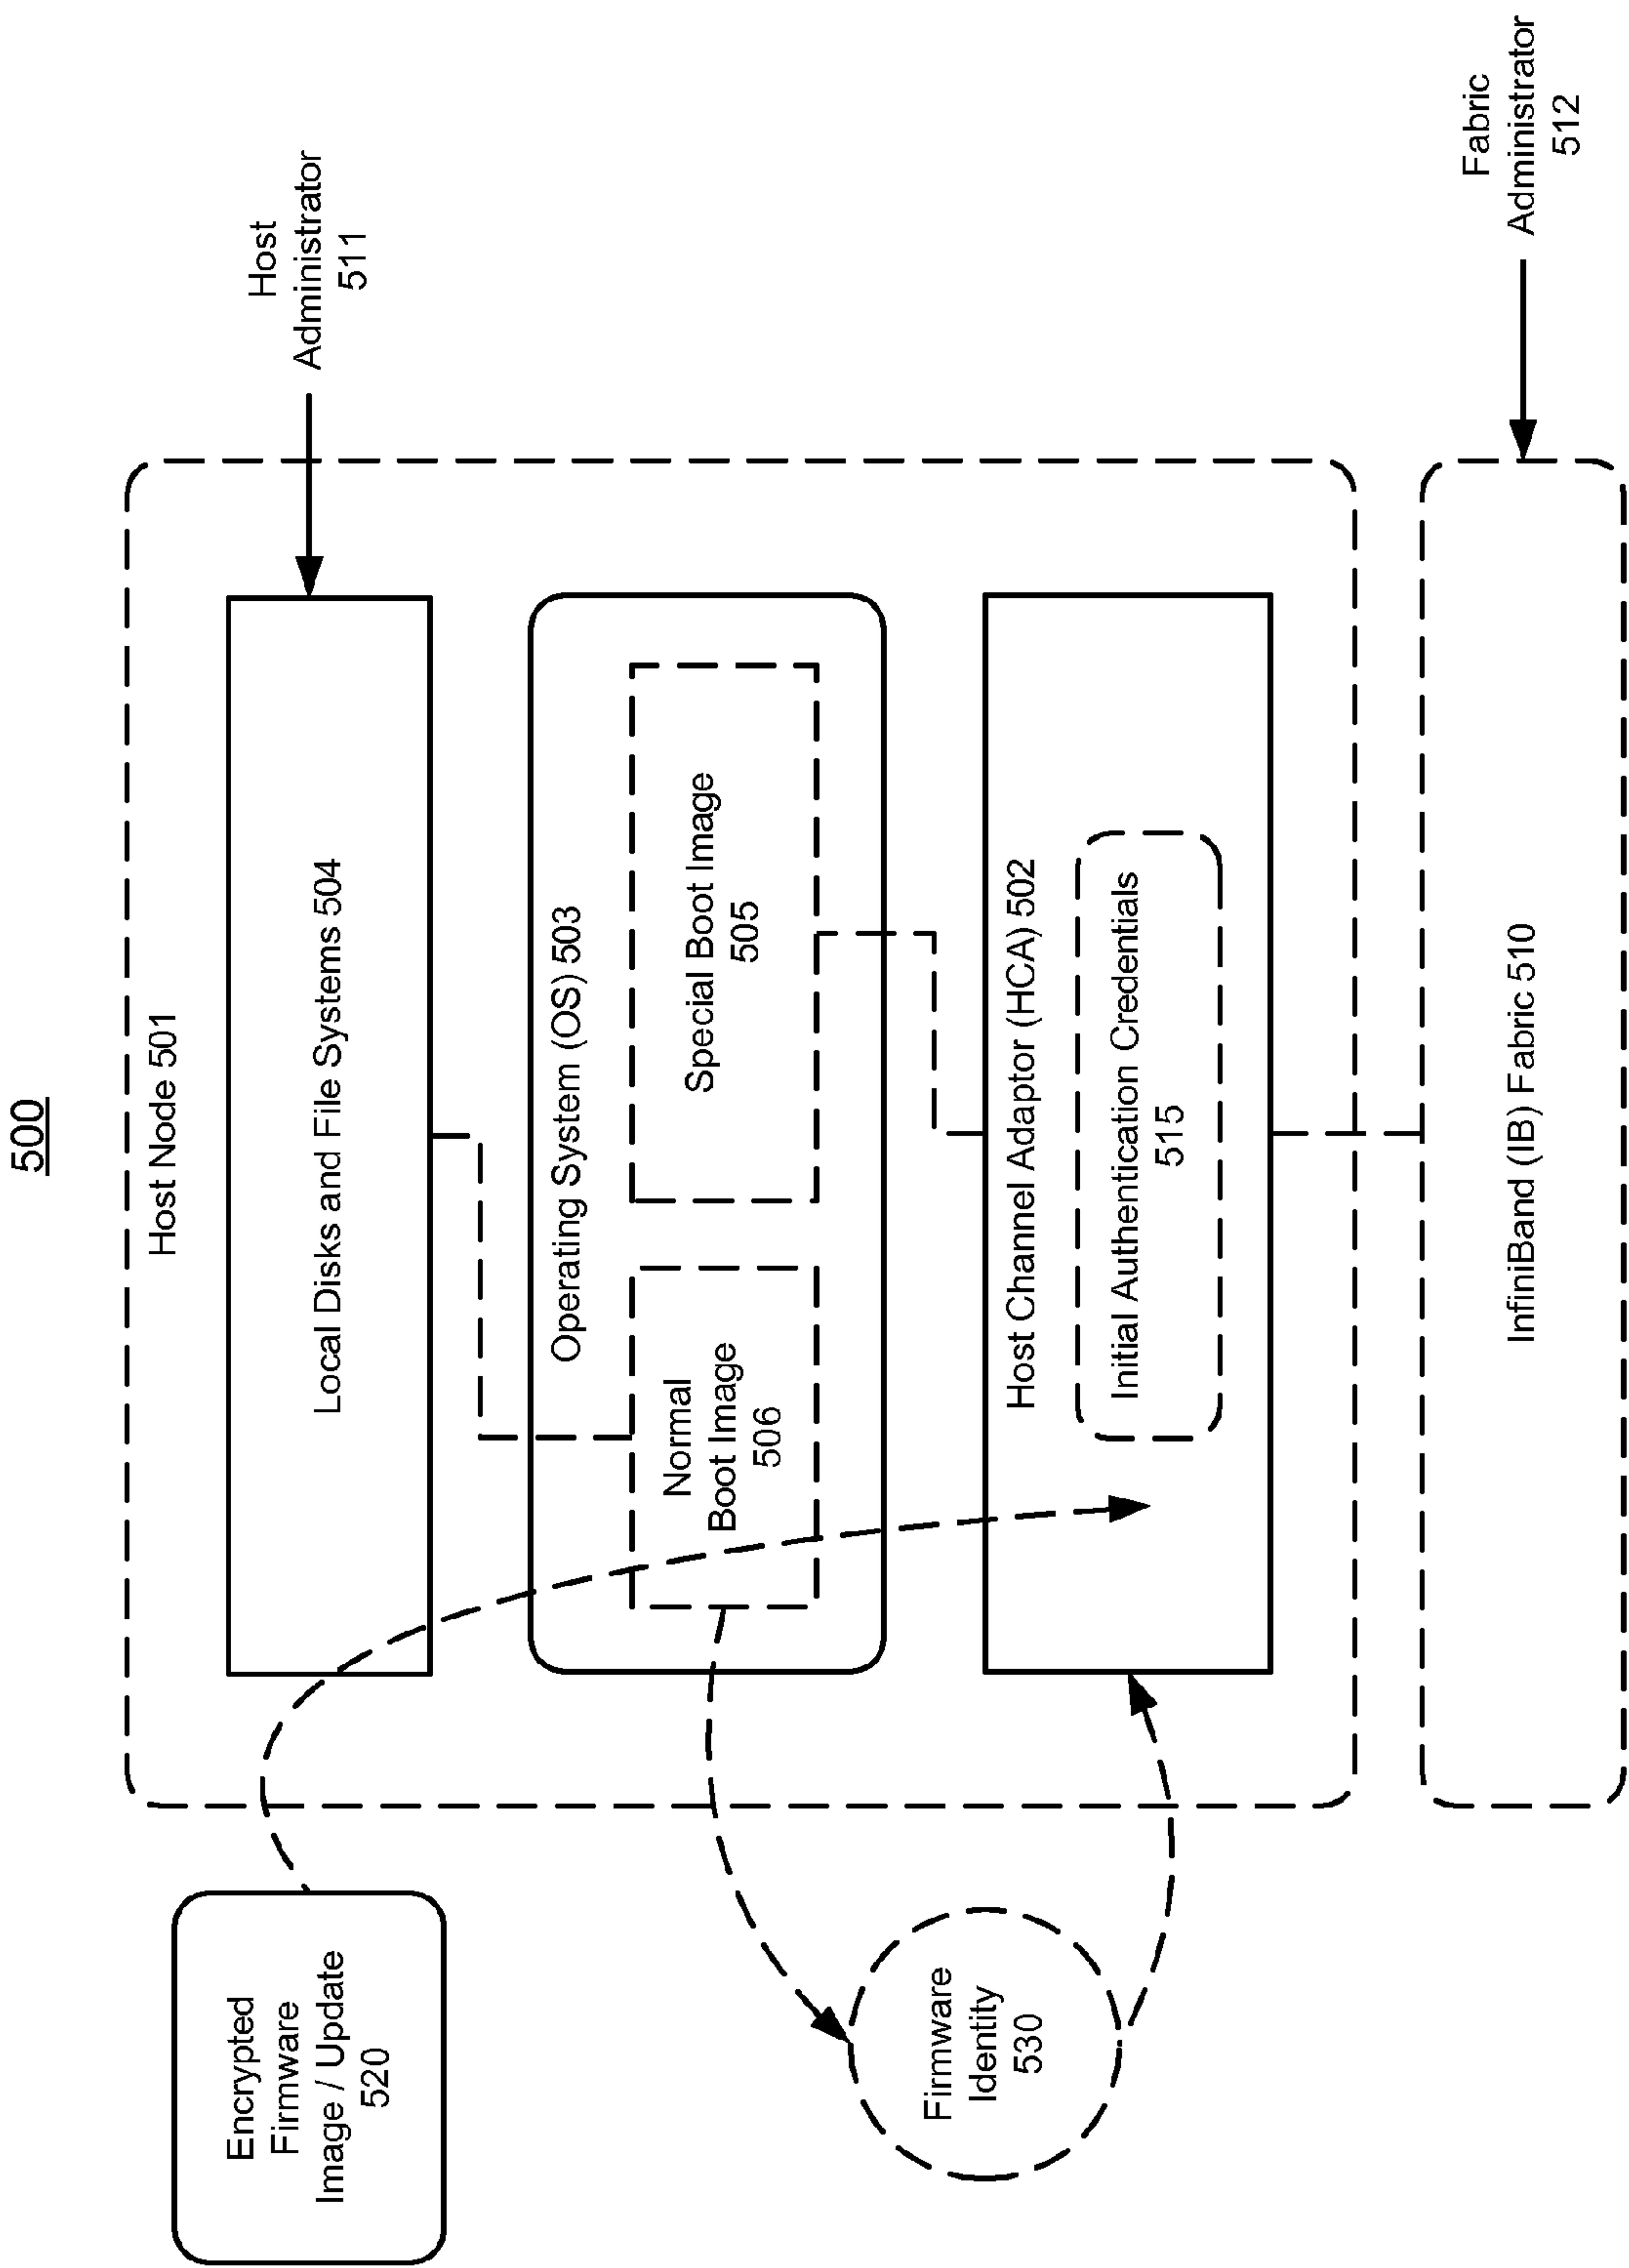 500
Host Node 501
Encrypted
Firmware
Image / Update
520
Local Disks and File Systems 504
Host
Administrator
511
Operating System (OS) 503
Normal
Boot Image
506
Special Boot Image
505
Firmware
Identity
530
Host Channel Adaptor (HCA) 502
Initial Authentication Credentials
515
InfiniBand (IB) Fabric 510
Fabric
Administrator
512